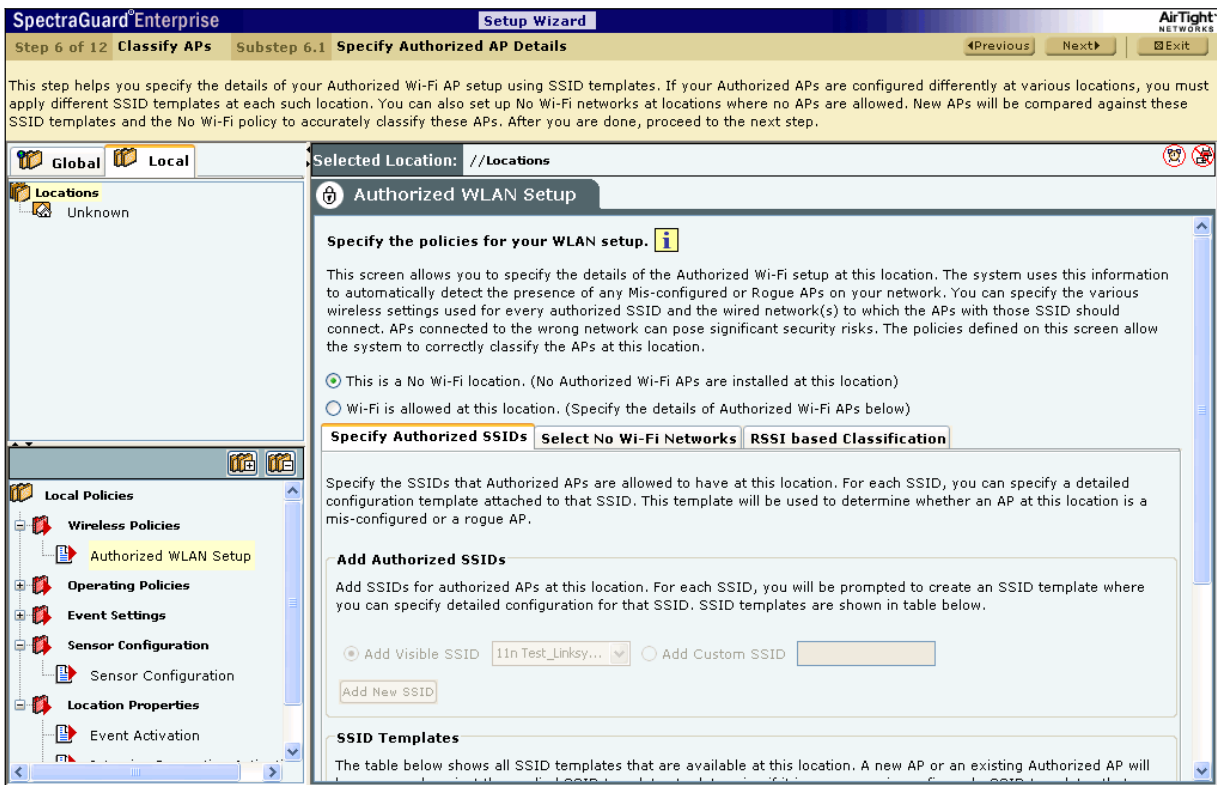 SpectraGuard®Enterprise
Setup Wizard
AirTight
NETWORKS
Step 6 of 12 Classify APs Substep 6.1 Specify Authorized AP Details
Previous Next Exit
This step helps you specify the details of your Authorized Wi-Fi AP setup using SSID templates. If your Authorized APs are configured differently at various locations, you must
apply different SSID templates at each such location. You can also set up No Wi-Fi networks at locations where no APs are allowed. New APs will be compared against these
SSID templates and the No Wi-Fi policy to accurately classify these APs. After you are done, proceed to the next step.
Global Local
Locations
Unknown
Local Policies
Wireless Policies
Authorized WLAN Setup
Operating Policies
Event Settings
Sensor Configuration
Sensor Configuration
Location Properties
Event Activation
Selected Location: //Locations
Authorized WLAN Setup
Specify the policies for your WLAN setup. i
This screen allows you to specify the details of the Authorized Wi-Fi setup at this location. The system uses this information
to automatically detect the presence of any Mis-configured or Rogue APs on your network. You can specify the various
wireless settings used for every authorized SSID and the wired network(s) to which the APs with those SSID should
connect. APs connected to the wrong network can pose significant security risks. The policies defined on this screen allow
the system to correctly classify the APs at this location.
This is a No Wi-Fi location. (No Authorized Wi-Fi APs are installed at this location)
Wi-Fi is allowed at this location. (Specify the details of Authorized Wi-Fi APs below)
Specify Authorized SSIDs Select No Wi-Fi Networks RSSI based Classification
Specify the SSIDs that Authorized APs are allowed to have at this location. For each SSID, you can specify a detailed
configuration template attached to that SSID. This template will be used to determine whether an AP at this location is a
mis-configured or a rogue AP.
Add Authorized SSIDs
Add SSIDs for authorized APs at this location. For each SSID, you will be prompted to create an SSID template where
you can specify detailed configuration for that SSID. SSID templates are shown in table below.
Add Visible SSID 11n Test_Linksy... Add Custom SSID
Add New SSID
SSID Templates
The table below shows all SSID templates that are available at this location. A new AP or an existing Authorized AP will